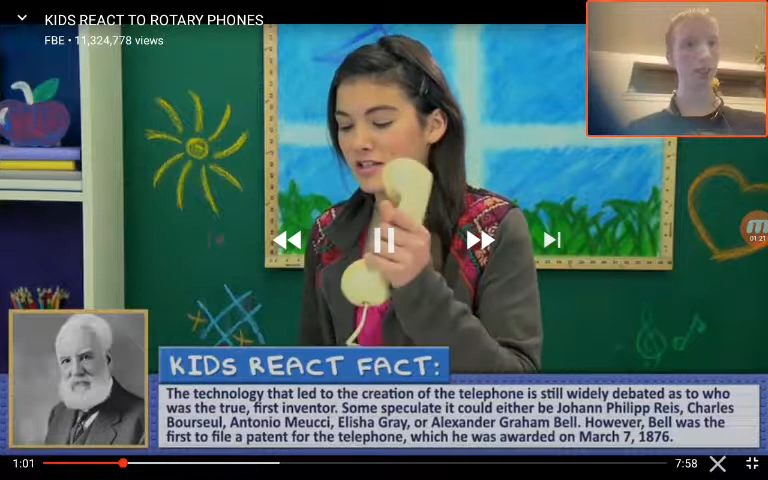 KIDS REACT TO ROTARY PHONES
FBE • 11,324,778 views
01:21
KIDS REACT FACT:
The technology that led to the creation of the telephone is still widely debated as to who
was the true, first inventor. Some speculate it could either be Johann Philipp Reis, Charles
Bourseul, Antonio Meucci, Elisha Gray, or Alexander Graham Bell. However, Bell was the
first to file a patent for the telephone, which he was awarded on March 7, 1876.
1:01
7:58